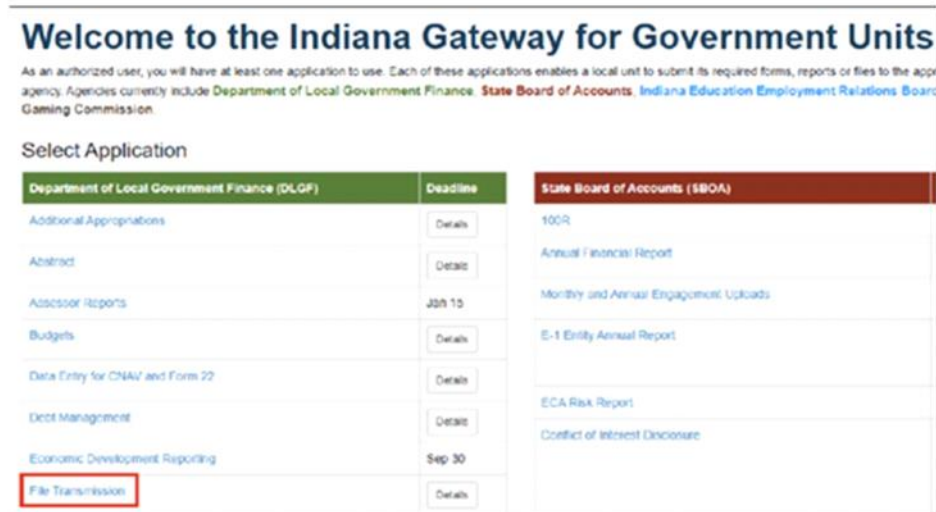 Welcome to the Indiana Gateway for Government Units
As an authorized user, you will have at least one application to use. Each of these applications enables a local unit to submit its required forms, reports or files to the appr
agency. Agencies currently include Department of Local Government Finance, State Board of Accounts, Indiana Education Employment Relations Boar
Gaming Commission.
Select Application
Department of Local Government Finance (DLGF) Deadline
Additional Appropriations Details
Abstract Details
Assessor Reports Jan 15
Budgets Details
Data Entry for CNAV and Form 22 Details
Debt Management Details
Economic Development Reporting Sep 30
File Transmission Details
State Board of Accounts (SBOA)
100R
Annual Financial Report
Monthly and Annual Engagement Uploads
E-1 Entity Annual Report
ECA Risk Report
Conflict of Interest Disclosure